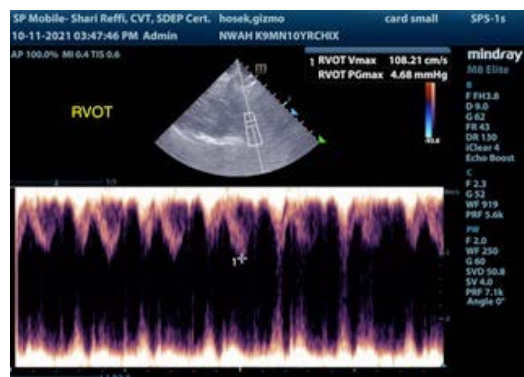 SP Mobile- Shari Reffi, CVT, SDEP Cert. hosek,gizmo card small SP5-1s
10-11-2021 03:47:46 PM Admin NWAH K9MN10YRCHIX
AP 100.0% MI 0.4 TIS 0.6
mindray
M8 Elite
1 RVOT Vmax 108.21 cm/s
RVOT PGmax 4.68 mmHg
RVOT
B
F FH3.8
D 9.0
G 62
FR 43
DR 130
iClear 4
Echo Boost
C
F 2.3
G 52
WF 919
PRF 5.6k
PW
F 2.0
WF 250
G 60
SVD 50.8
SV 4.0
PRF 7.1k
Angle 0°
1